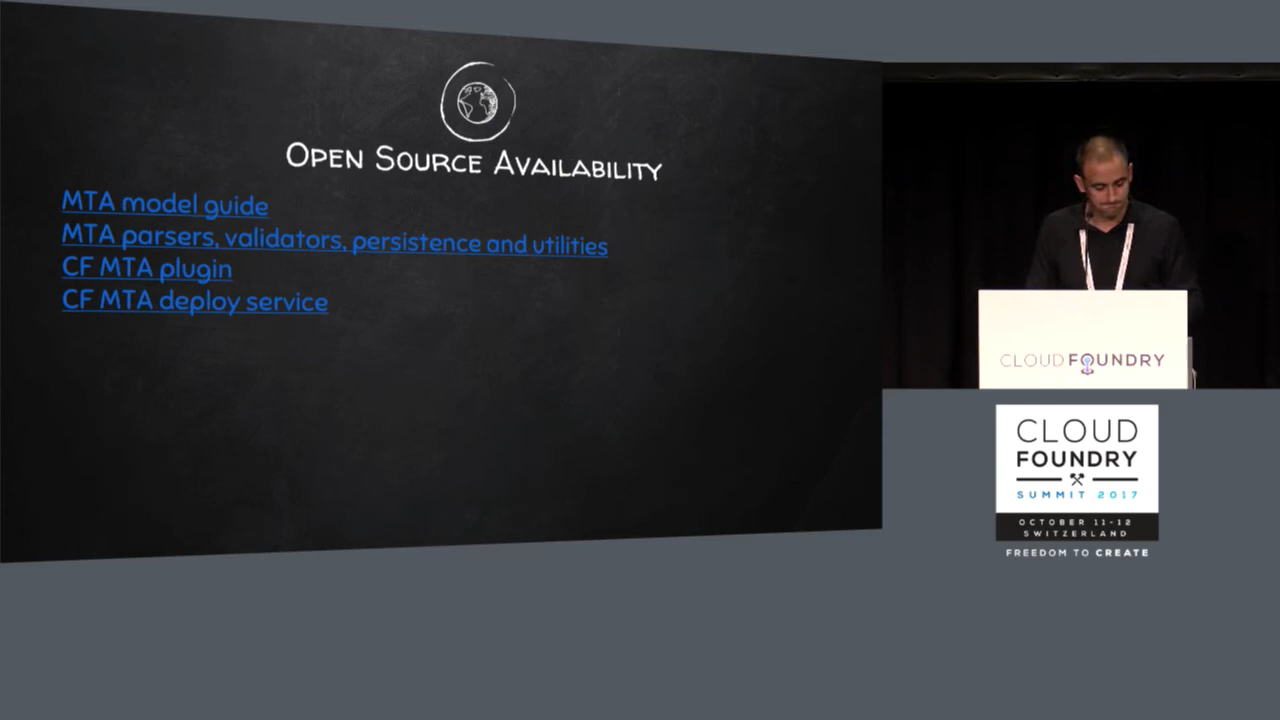 OPEN SOURCE AVAILABILITY
MTA model guide
MTA parsers, validators, persistence and utilities
CF MTA plugin
CF MTA deploy service
CLOUD FOUNDRY
CLOUD
FOUNDRY
SUMMIT 2017
OCTOBER 11-12
SWITZERLAND
FREEDOM TO CREATE